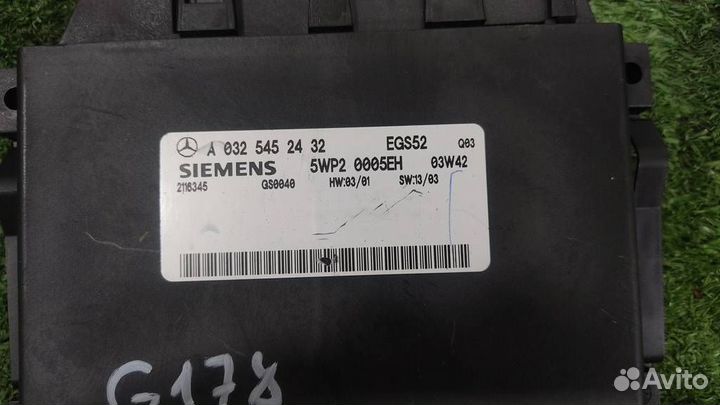 A 032 545 24 32 EGS52 Q03
SIEMENS 5WP2 0005EH 03W42
2116345 GS0040 HW:03/01 SW:13/03
G178
Avito